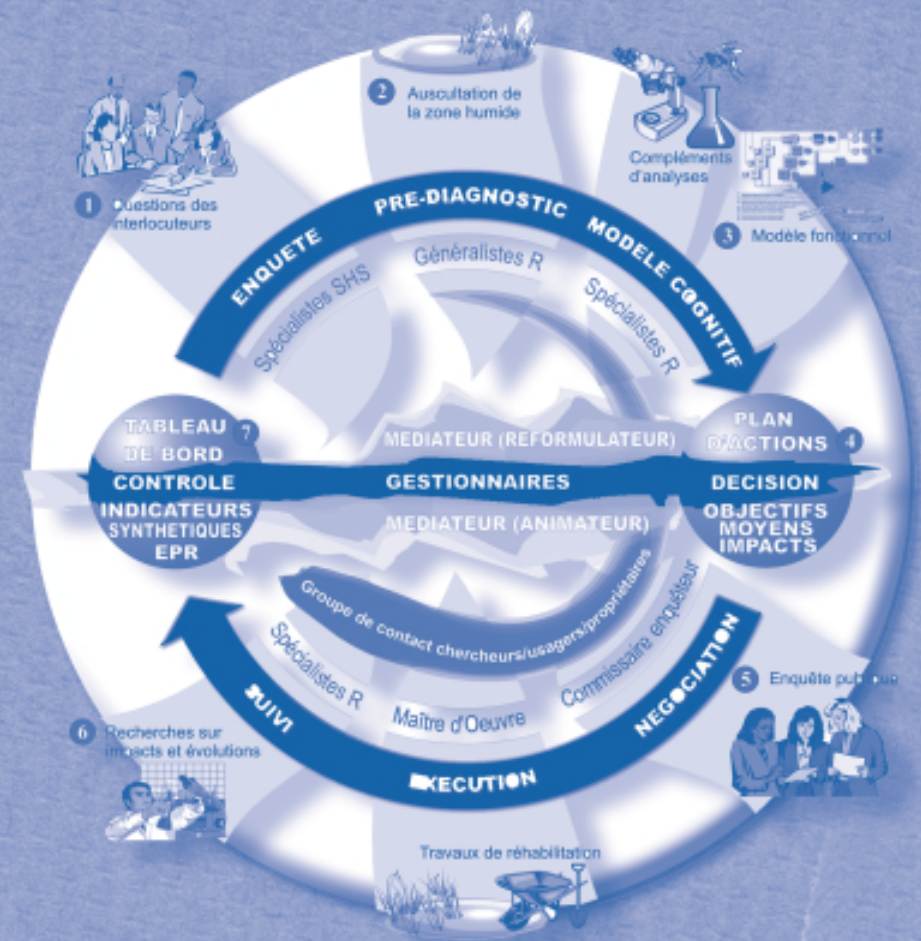 2 Auscultation de
la zone humide
Compléments
d'analyses
1 Questions des
interlocuteurs
3 Modèle fonctionnel
ENQUETE
PRE-DIAGNOSTIC
MODELE COGNITIF
Spécialistes SHS
Généralistes R
Spécialistes R
TABLEAU 7
DE BORD
CONTROLE
INDICATEURS
SYNTHETIQUES
EPR
MEDIATEUR (REFORMULATEUR)
GESTIONNAIRES
MEDIATEUR (ANIMATEUR)
PLAN
D'ACTIONS 4
DECISION
OBJECTIFS
MOYENS
IMPACTS
Groupe de contact chercheurs/usagers/propriétaires
Spécialistes R
Maître d'Oeuvre
Commissaire enquêteur
SUIVI
EXECUTION
NEGOCIATION
5 Enquête publique
6 Recherches sur
impacts et évolutions
Travaux de réhabilitation